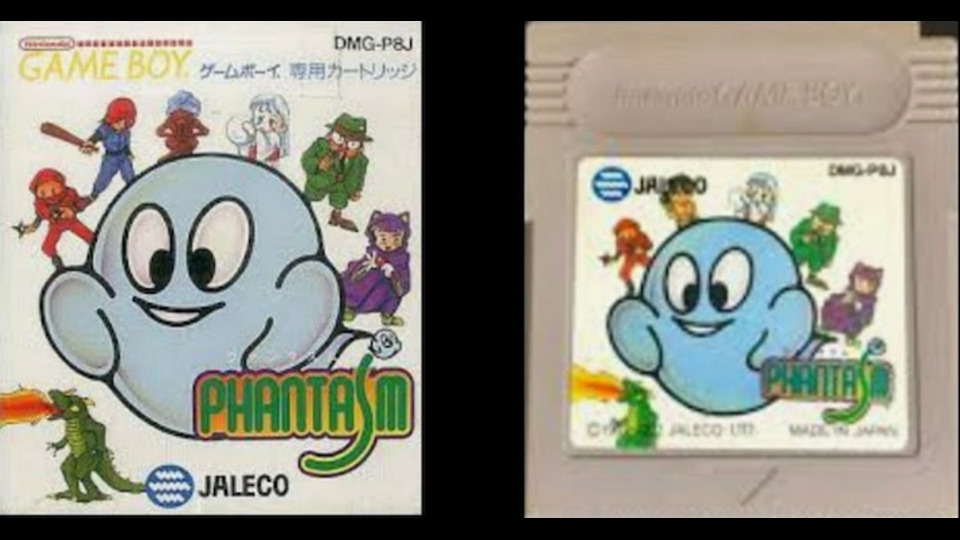 Nintendo
GAME BOY
DMG-P8J
ゲームボーイ 専用カートリッジ
PHANTASM
JALECO
Nintendo GAME BOY
JALECO
DMG-P8J
PHANTASM
JALECO LTD.
MADE IN JAPAN